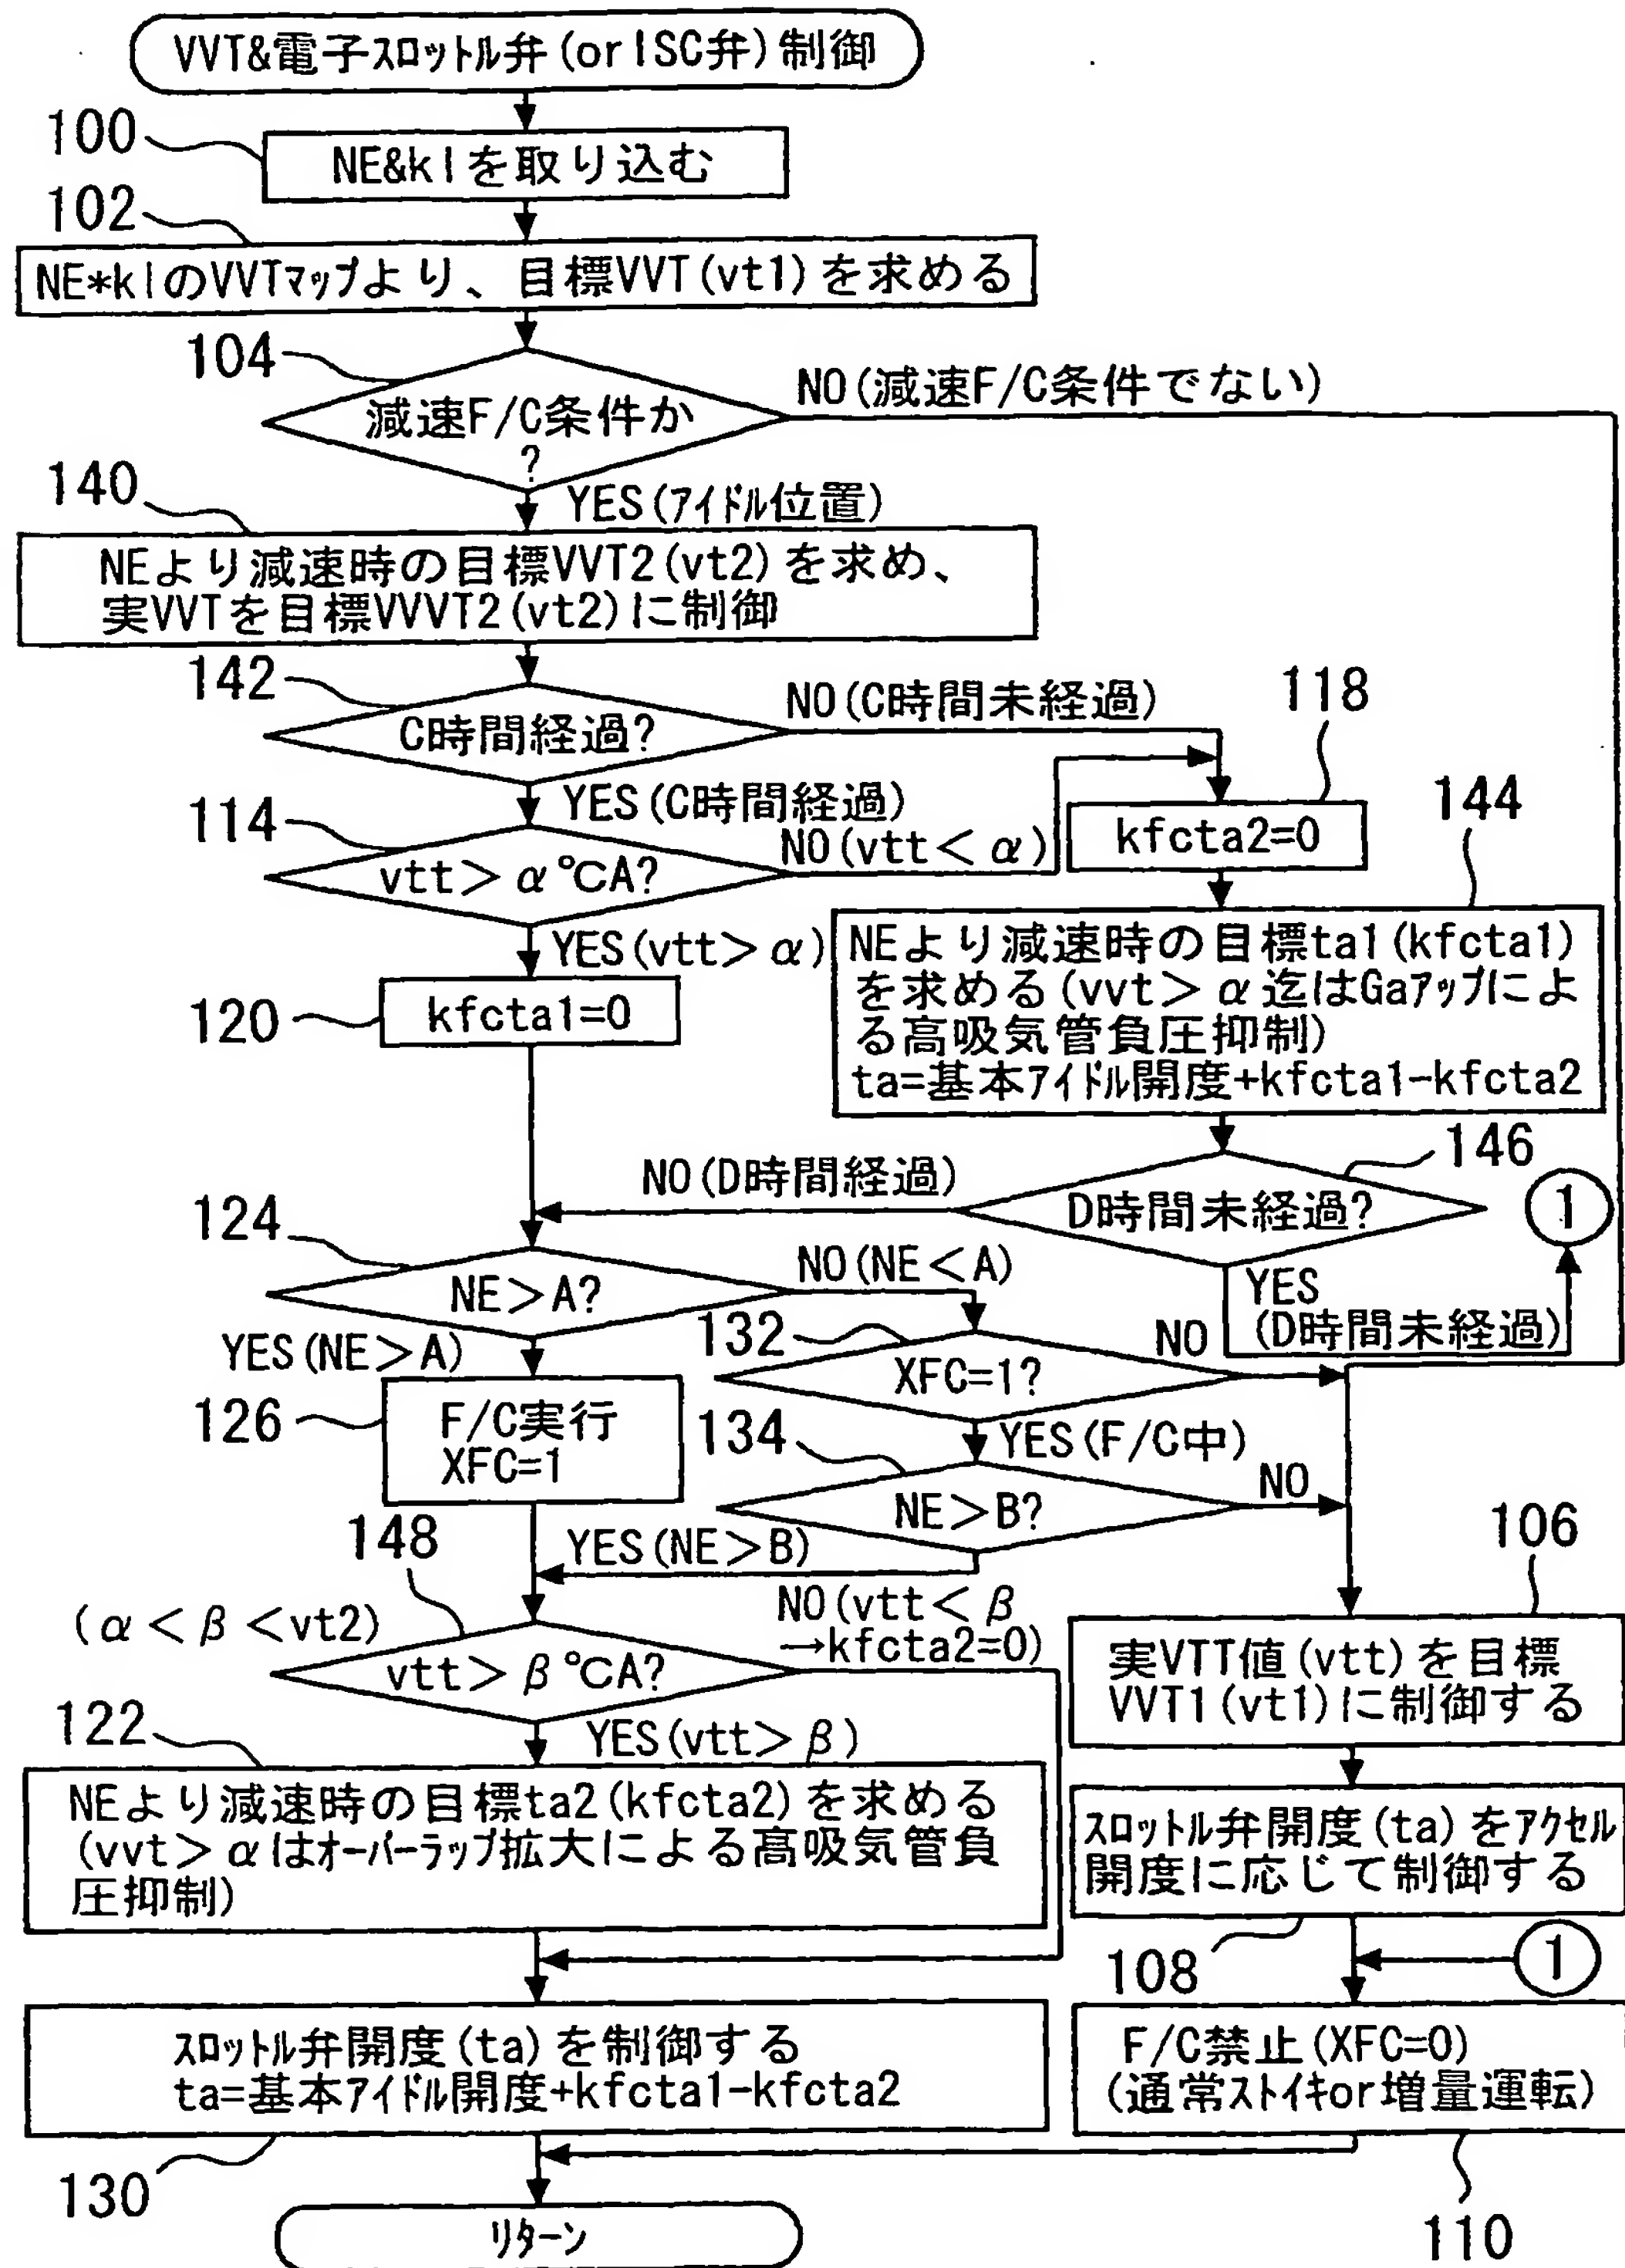 VVT&電子スロットル弁(orISC弁)制御
100
NE&klを取り込む
102
NE*klのVVTマップより、目標VVT(vt1)を求める
104
減速F/C条件か
?
NO(減速F/C条件でない)
YES(アイドル位置)
140
NEより減速時の目標VVT2(vt2)を求め、
実VVTを目標VVVT2(vt2)に制御
142
C時間経過?
NO(C時間未経過)
118
YES(C時間経過)
114
vtt>α℃A?
NO(vtt<α)
kfcta2=0
144
YES(vtt>α)
120
kfcta1=0
NEより減速時の目標ta1(kfcta1)
を求める(vvt>α迄はGaアップによ
る高吸気管負圧抑制)
ta=基本アイドル開度+kfcta1-kfcta2
146
NO(D時間経過)
D時間未経過?
1
YES
(D時間未経過)
124
NE>A?
NO(NE<A)
132
YES(NE>A)
XFC=1?
NO
126
F/C実行
XFC=1
134
YES(F/C中)
NE>B?
NO
YES(NE>B)
148
(α<β<vt2)
vtt>β℃A?
NO(vtt<β
→kfcta2=0)
106
実VTT値(vtt)を目標
VVT1(vt1)に制御する
122
YES(vtt>β)
NEより減速時の目標ta2(kfcta2)を求める
(vvt>αはオーバーラップ拡大による高吸気管負
圧抑制)
スロットル弁開度(ta)をアクセル
開度に応じて制御する
108
1
スロットル弁開度(ta)を制御する
ta=基本アイドル開度+kfcta1-kfcta2
130
F/C禁止(XFC=0)
(通常ストイキor増量運転)
110
リターン